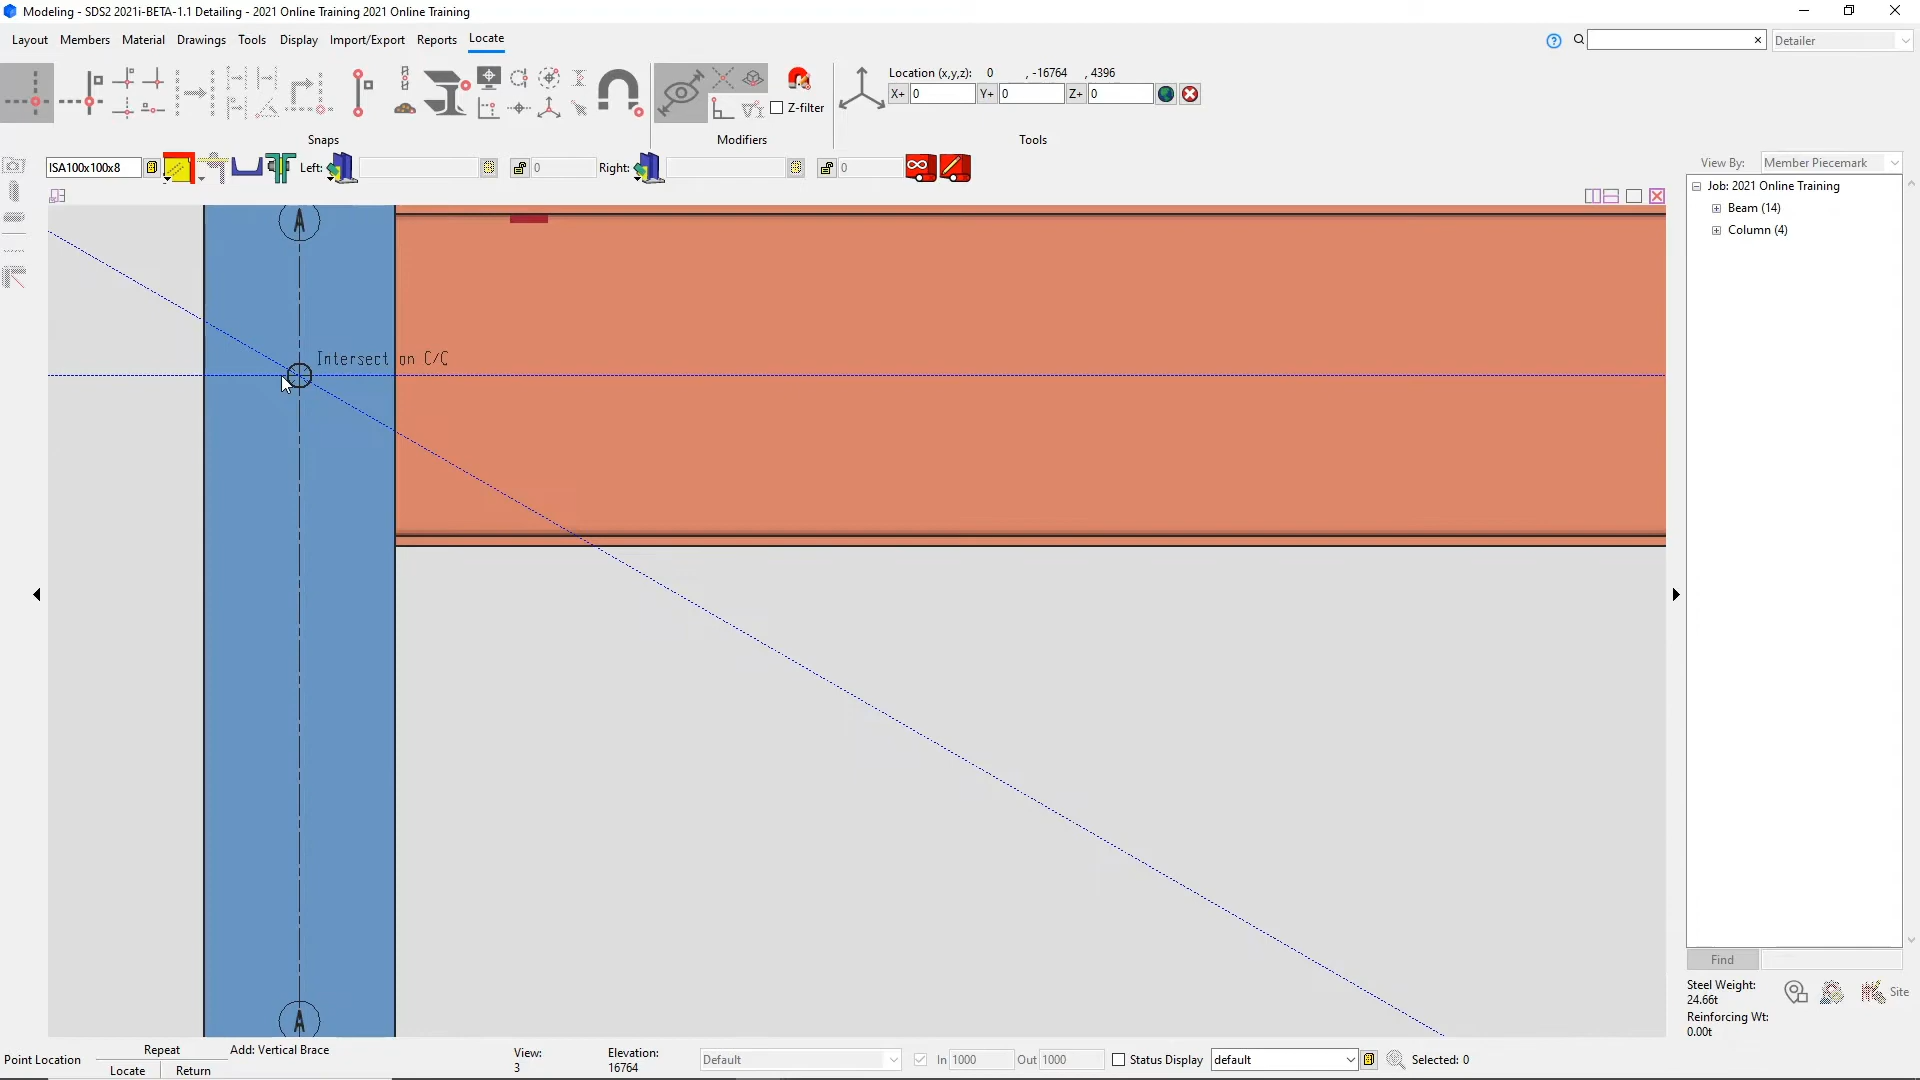 Modeling - SDS2 2021i-BETA-1.1 Detailing - 2021 Online Training 2021 Online Training
Layout Members Material Drawings Tools Display Import/Export Reports Locate
Detailer
Location (x,y,z): 0 , -16764 , 4396
X+ 0 Y+ 0 Z+ 0
Z-filter
Snaps Modifiers Tools
ISA100x100x8 Left: 0 Right: 0
View By: Member Piecemark
Job: 2021 Online Training
Beam (14)
Column (4)
A
Intersect on C/C
A
Find
Steel Weight:
24.66t
Site
Reinforcing Wt:
0.00t
Point Location
Repeat Add: Vertical Brace
Locate Return
View:
3
Elevation:
16764
Default In 1000 Out 1000 Status Display default Selected: 0